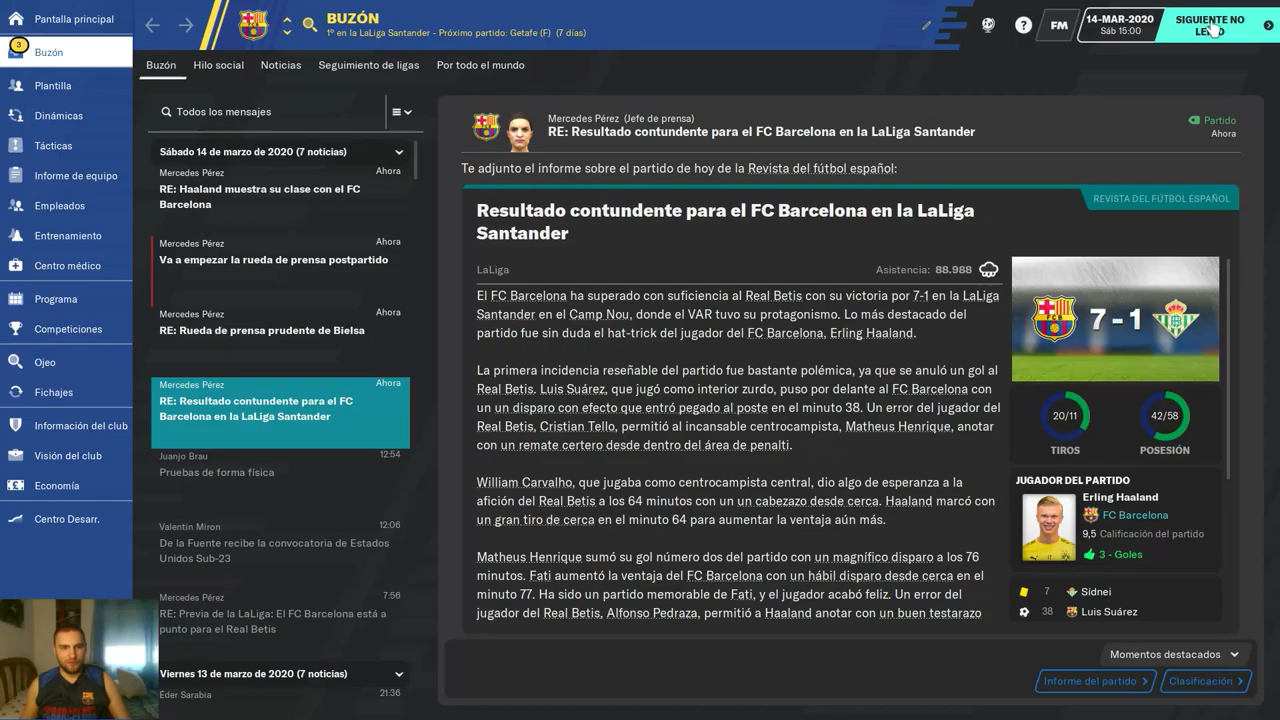 Pantalla principal
3
Buzón
Plantilla
Dinámicas
Tácticas
Informe de equipo
Empleados
Entrenamiento
Centro médico
Programa
Competiciones
Ojeo
Fichajes
Información del club
Visión del club
Economía
Centro Desarr.
BUZÓN
1º en la LaLiga Santander - Próximo partido: Getafe (F) (7 días)
FM
14-MAR-2020
Sáb 15:00
SIGUIENTE NO
Buzón
Hilo social
Noticias
Seguimiento de ligas
Por todo el mundo
Todos los mensajes
Sábado 14 de marzo de 2020 (7 noticias)
Mercedes Pérez
Ahora
RE: Haaland muestra su clase con el FC
Barcelona
Mercedes Pérez
Ahora
Va a empezar la rueda de prensa postpartido
Mercedes Pérez
Ahora
RE: Rueda de prensa prudente de Bielsa
Mercedes Pérez
Ahora
RE: Resultado contundente para el FC
Barcelona en la LaLiga Santander
Juanjo Brau
12:54
Pruebas de forma física
Valentin Miron
12:06
De la Fuente recibe la convocatoria de Estados
Unidos Sub-23
Mercedes Pérez
7:56
RE: Previa de la LaLiga: El FC Barcelona está a
punto para el Real Betis
Viernes 13 de marzo de 2020 (7 noticias)
Éder Sarabia
21:36
Mercedes Pérez (Jefe de prensa)
RE: Resultado contundente para el FC Barcelona en la LaLiga Santander
Partido
Ahora
Te adjunto el informe sobre el partido de hoy de la Revista del fútbol español:
REVISTA DEL FÚTBOL ESPAÑOL
Resultado contundente para el FC Barcelona en la LaLiga
Santander
LaLiga
Asistencia: 88.988
El FC Barcelona ha superado con suficiencia al Real Betis con su victoria por 7-1 en la LaLiga
Santander en el Camp Nou, donde el VAR tuvo su protagonismo. Lo más destacado del
partido fue sin duda el hat-trick del jugador del FC Barcelona, Erling Haaland.
La primera incidencia reseñable del partido fue bastante polémica, ya que se anuló un gol al
Real Betis. Luis Suárez, que jugó como interior zurdo, puso por delante al FC Barcelona con
un un disparo con efecto que entró pegado al poste en el minuto 38. Un error del jugador del
Real Betis, Cristian Tello, permitió al incansable centrocampista, Matheus Henrique, anotar
con un remate certero desde dentro del área de penalti.
William Carvalho, que jugaba como centrocampista central, dio algo de esperanza a la
afición del Real Betis a los 64 minutos con un cabezazo desde cerca. Haaland marcó con
un gran tiro de cerca en el minuto 64 para aumentar la ventaja aún más.
Matheus Henrique sumó su gol número dos del partido con un magnífico disparo a los 76
minutos. Fati aumentó la ventaja del FC Barcelona con un hábil disparo desde cerca en el
minuto 77. Ha sido un partido memorable de Fati, y el jugador acabó feliz. Un error del
jugador del Real Betis, Alfonso Pedraza, permitió a Haaland anotar con un buen testarazo
7 - 1
20/11
TIROS
42/58
POSESIÓN
JUGADOR DEL PARTIDO
Erling Haaland
FC Barcelona
9,5 Calificación del partido
3 - Goles
7 Sídnei
38 Luis Suárez
Momentos destacados
Informe del partido
Clasificación